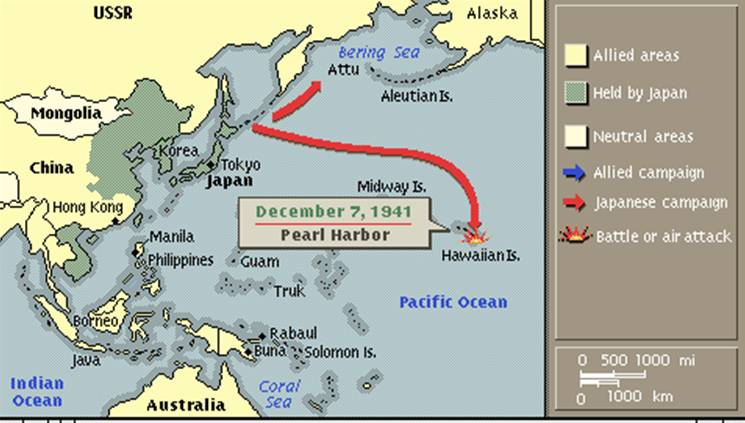 USSR
Alaska
Bering Sea
Attu
Aleutian Is.
Mongolia
Korea
China
Tokyo
Japan
Midway Is.
Hong Kong
December 7, 1941
Pearl Harbor
Manila
Philippines
Guam
Hawaiian Is.
Truk
Pacific Ocean
Borneo
Rabaul
Buna
Solomon Is.
Java
Indian
Ocean
Coral
Sea
Australia
Allied areas
Held by Japan
Neutral areas
Allied campaign
Japanese campaign
Battle or air attack
0 500 1000 mi
0 1000 km